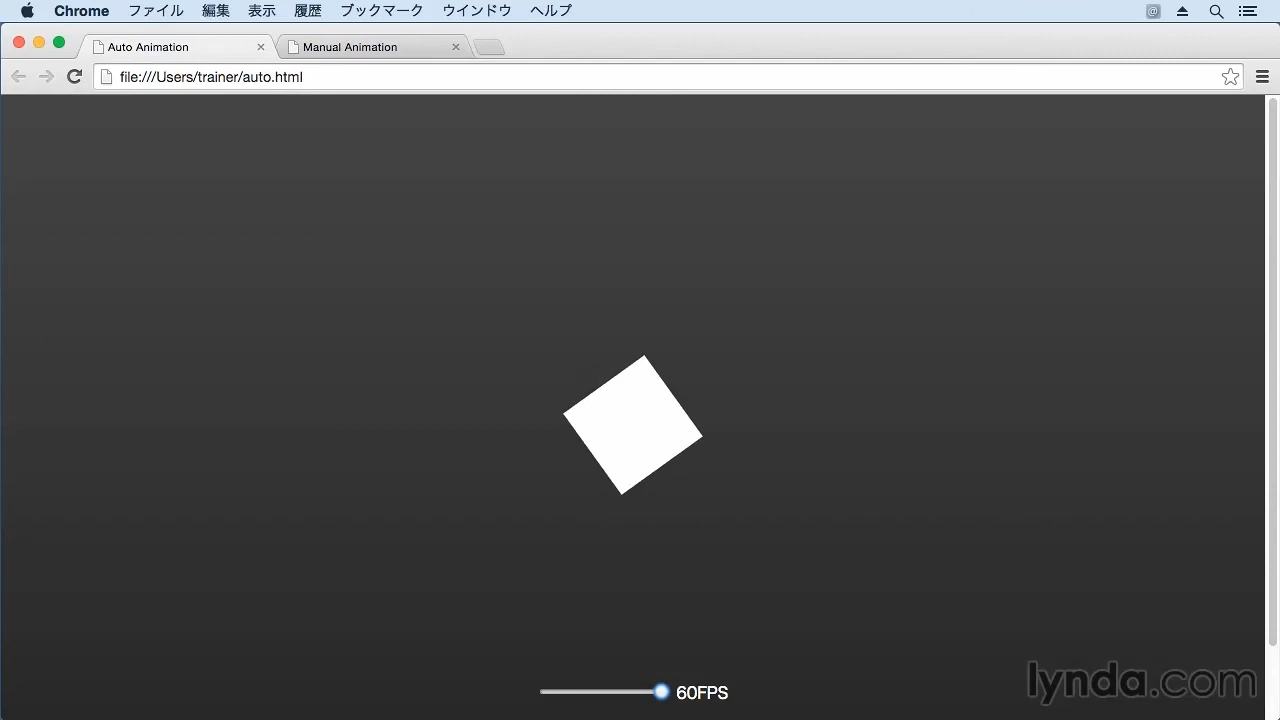 Chrome ファイル 編集 表示 履歴 ブックマーク ウインドウ ヘルプ
Auto Animation Manual Animation
file:///Users/trainer/auto.html
60FPS
lynda.com